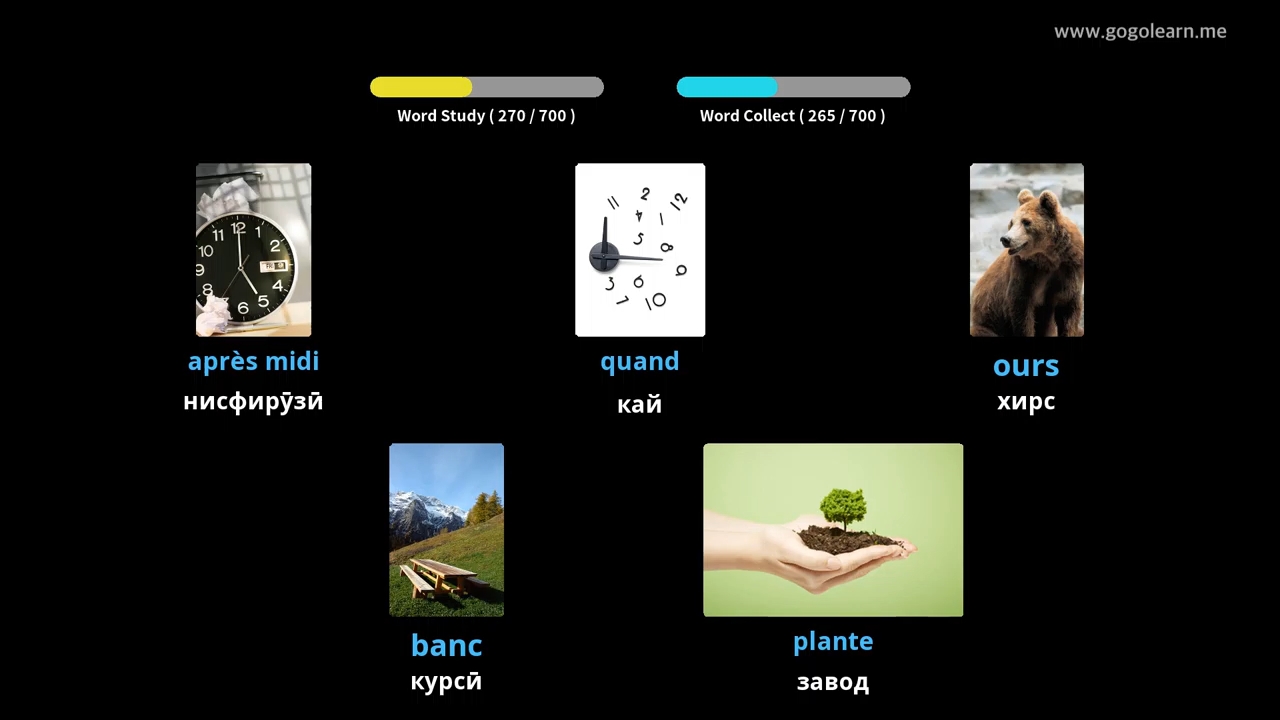 www.gogolearn.me
Word Study ( 270 / 700 )
Word Collect ( 265 / 700 )
après midi
нисфирӯзӣ
quand
кай
ours
хирс
banc
курсӣ
plante
завод